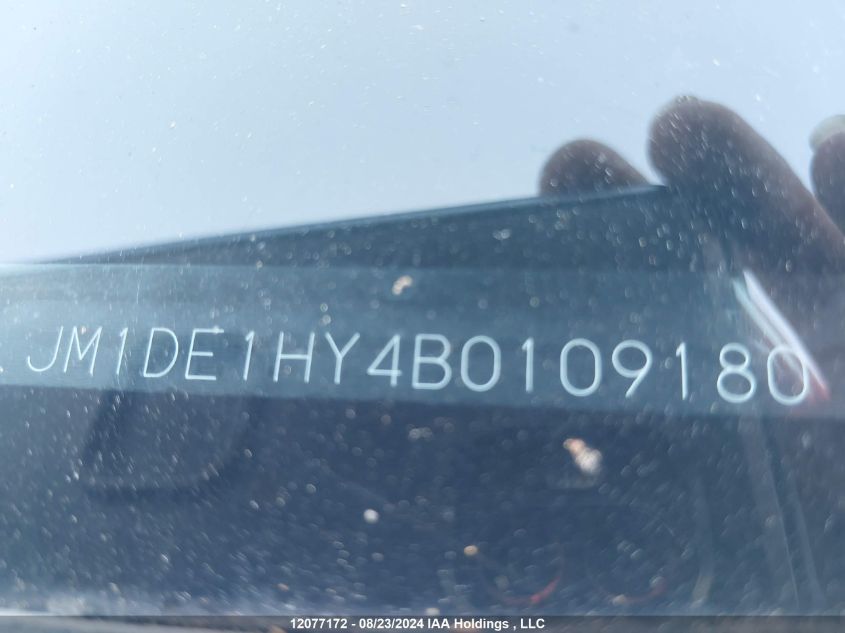 JM1DE1HY4B0109180
12077172 - 08/23/2024 IAA Holdings , LLC